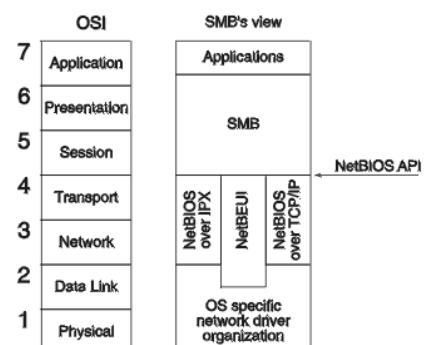 OSI
SMB's view
7
Application
6
Presentation
5
Session
4
Transport
3
Network
2
Data Link
1
Physical
Applications
SMB
NetBIOS API
NetBIOS
over IPX
NetBEUI
NetBIOS
over TCP/IP
OS specific
network driver
organization